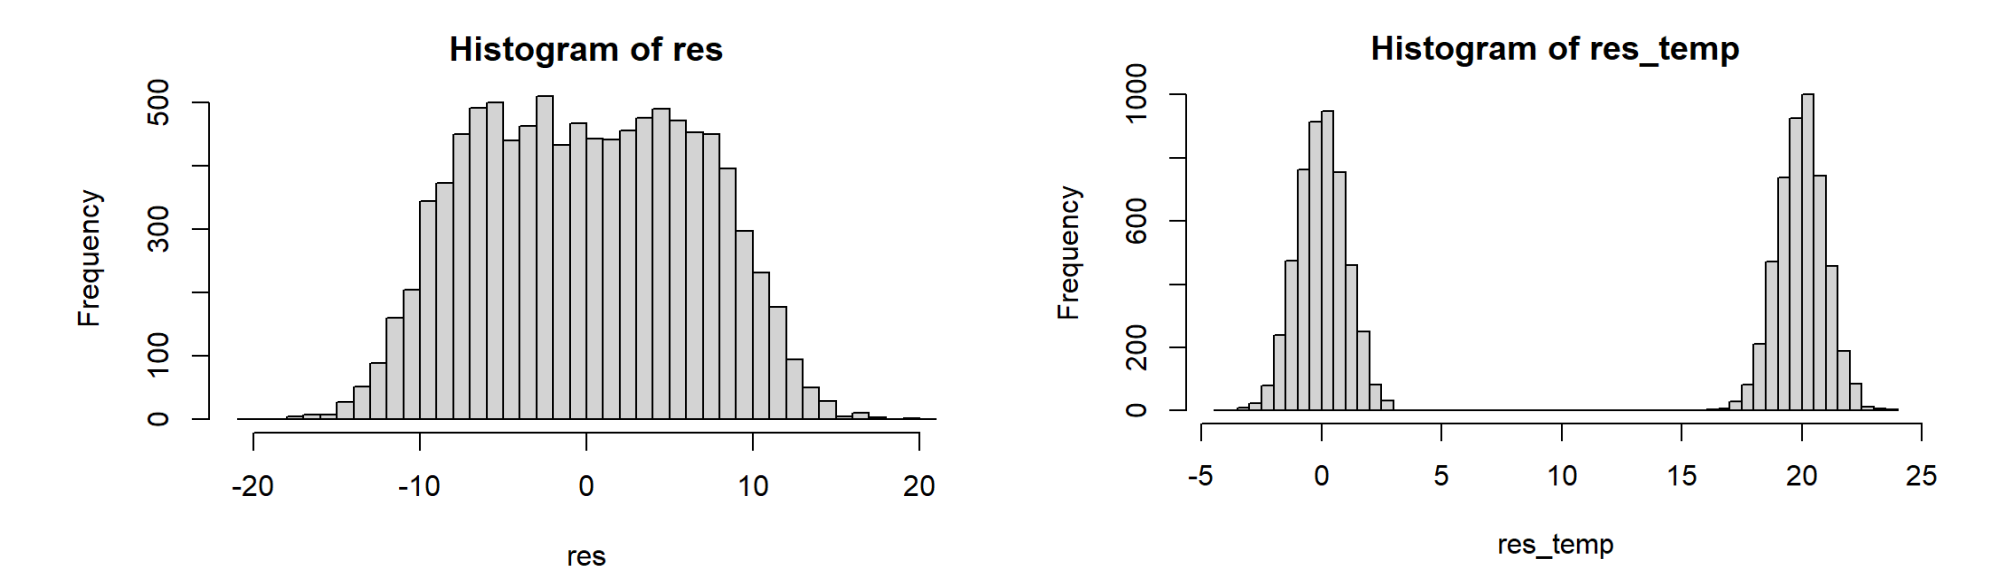 Histogram of res
Frequency
500
300
100
0
-20 -10 0 10 20
res
Histogram of res_temp
Frequency
1000
600
200
0
-5 0 5 10 15 20 25
res_temp